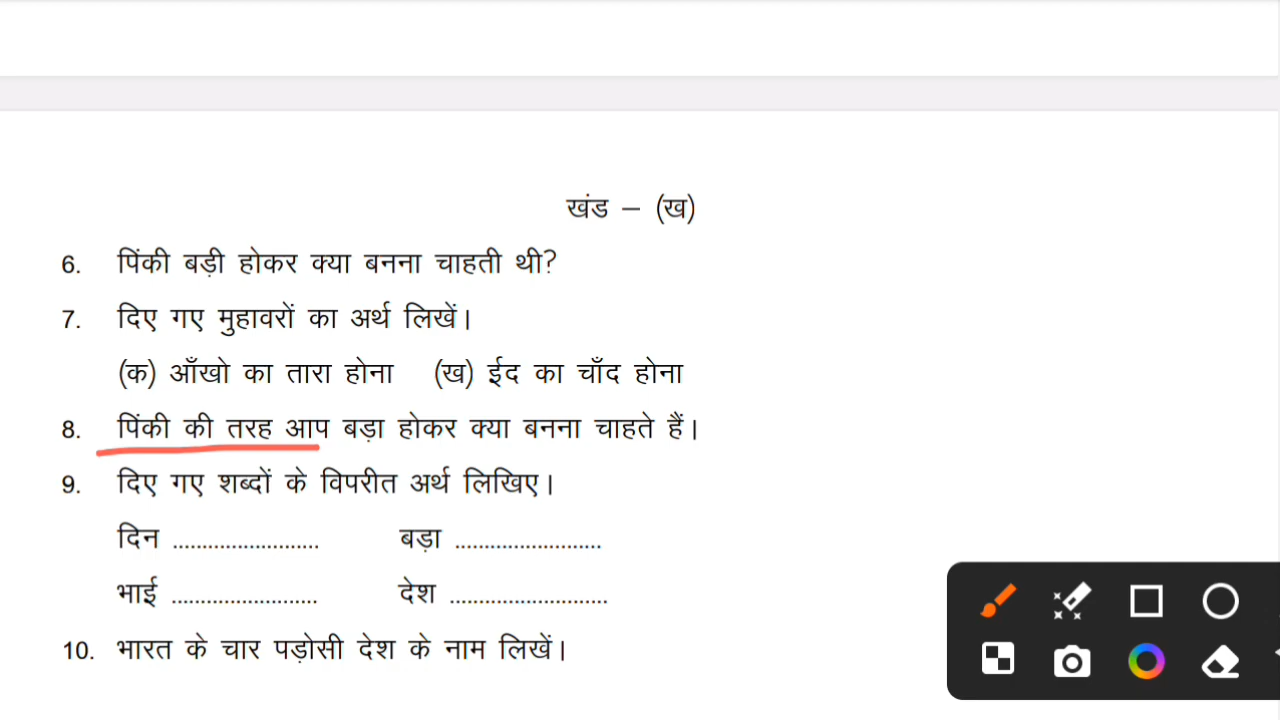 खंड – (ख)
6. पिंकी बड़ी होकर क्या बनना चाहती थी?
7. दिए गए मुहावरों का अर्थ लिखें।
(क) आँखो का तारा होना (ख) ईद का चाँद होना
8. पिंकी की तरह आप बड़ा होकर क्या बनना चाहते हैं।
9. दिए गए शब्दों के विपरीत अर्थ लिखिए।
दिन ......................... बड़ा .........................
भाई ......................... देश ...........................
10. भारत के चार पड़ोसी देश के नाम लिखें।